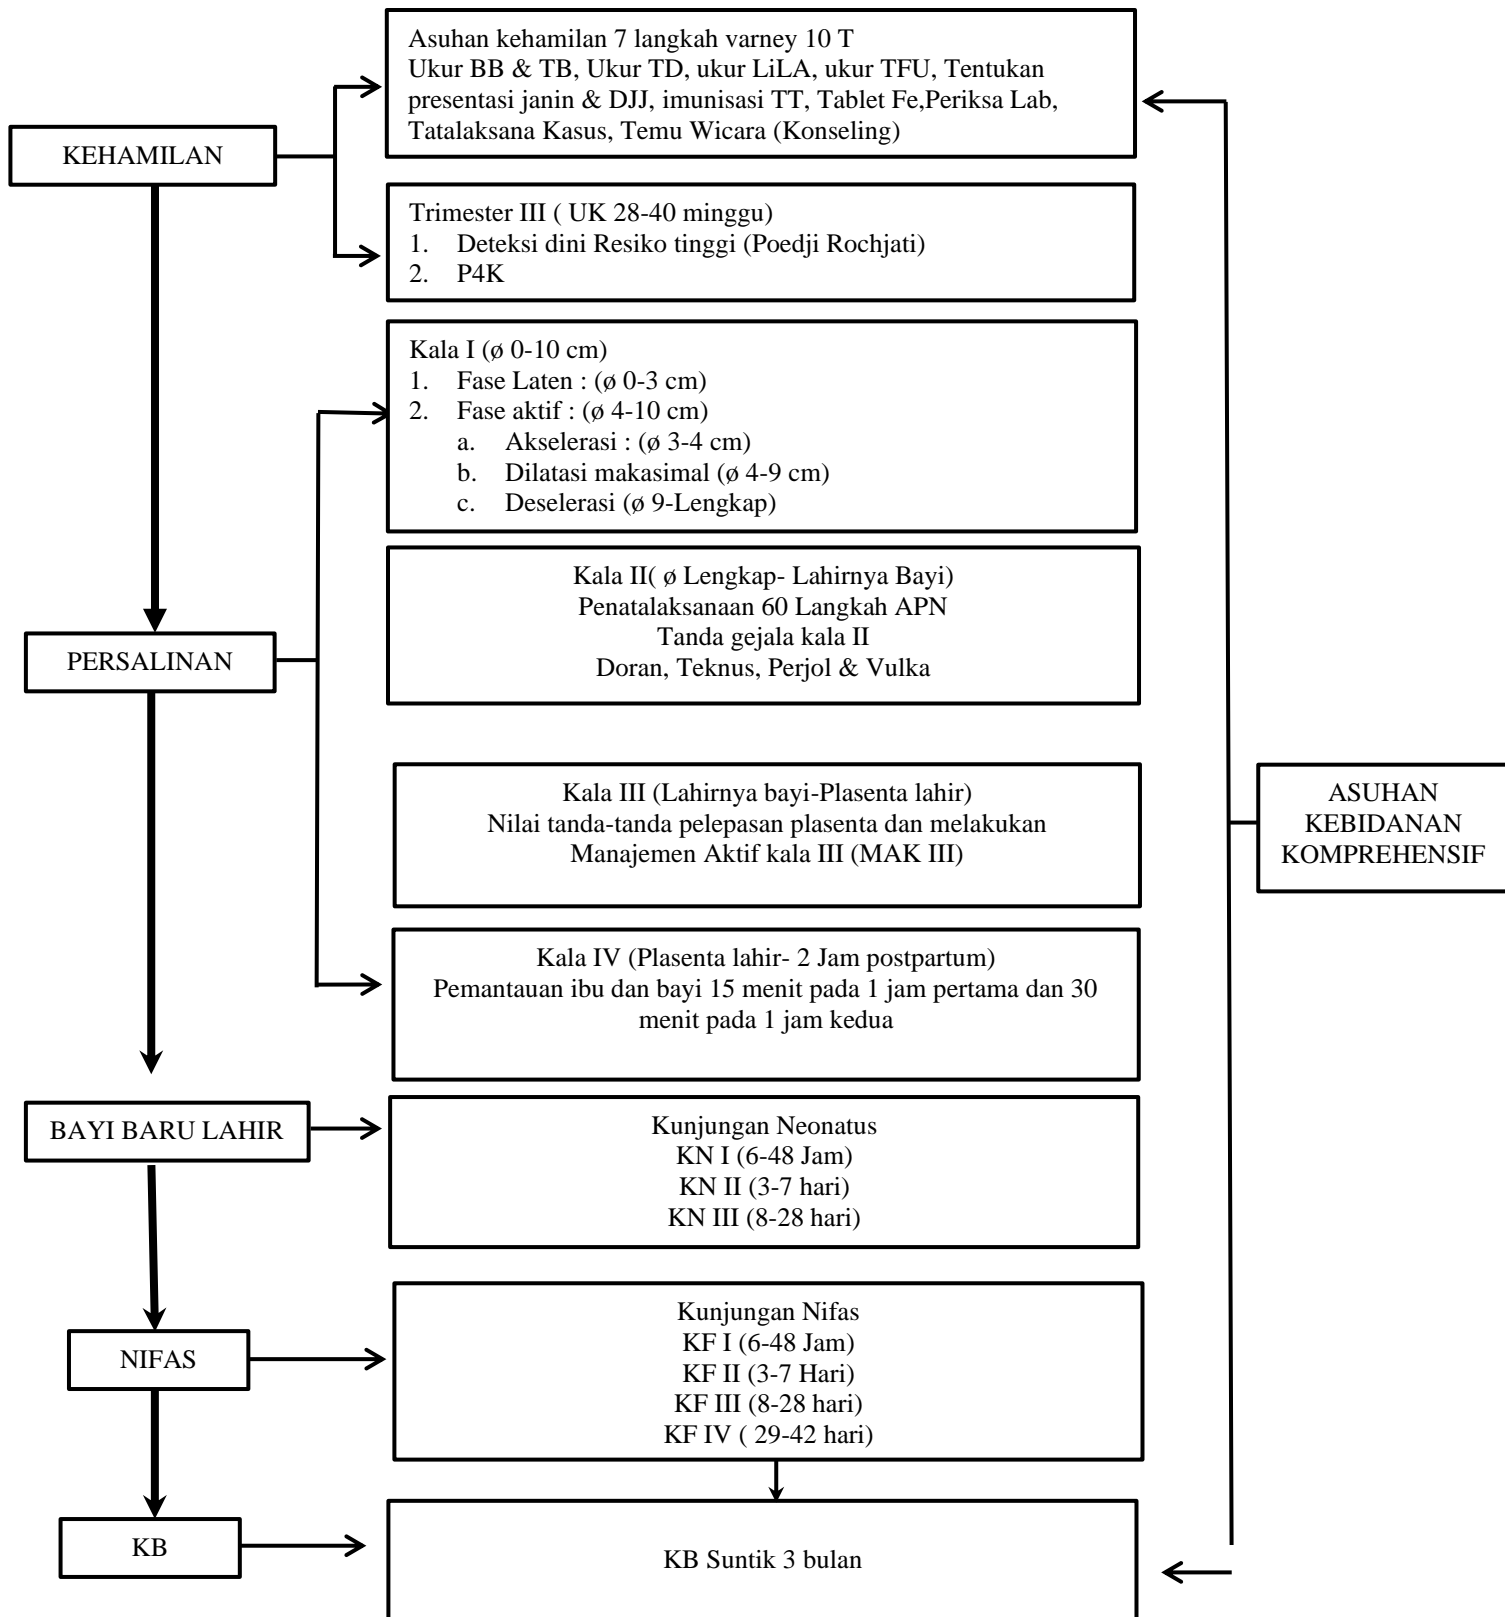 Asuhan kehamilan 7 langkah varney 10 T
Ukur BB & TB, Ukur TD, ukur LiLA, ukur TFU, Tentukan
presentasi janin & DJJ, imunisasi TT, Tablet Fe,Periksa Lab,
Tatalaksana Kasus, Temu Wicara (Konseling)
KEHAMILAN
Trimester III ( UK 28-40 minggu)
1. Deteksi dini Resiko tinggi (Poedji Rochjati)
2. P4K
Kala I (ø 0-10 cm)
1. Fase Laten : (ø 0-3 cm)
2. Fase aktif : (ø 4-10 cm)
a. Akselerasi : (ø 3-4 cm)
b. Dilatasi makasimal (ø 4-9 cm)
c. Deselerasi (ø 9-Lengkap)
Kala II( ø Lengkap- Lahirnya Bayi)
Penatalaksanaan 60 Langkah APN
Tanda gejala kala II
Doran, Teknus, Perjol & Vulka
PERSALINAN
Kala III (Lahirnya bayi-Plasenta lahir)
Nilai tanda-tanda pelepasan plasenta dan melakukan
Manajemen Aktif kala III (MAK III)
ASUHAN
KEBIDANAN
KOMPREHENSIF
Kala IV (Plasenta lahir- 2 Jam postpartum)
Pemantauan ibu dan bayi 15 menit pada 1 jam pertama dan 30
menit pada 1 jam kedua
BAYI BARU LAHIR
Kunjungan Neonatus
KN I (6-48 Jam)
KN II (3-7 hari)
KN III (8-28 hari)
NIFAS
Kunjungan Nifas
KF I (6-48 Jam)
KF II (3-7 Hari)
KF III (8-28 hari)
KF IV ( 29-42 hari)
KB
KB Suntik 3 bulan